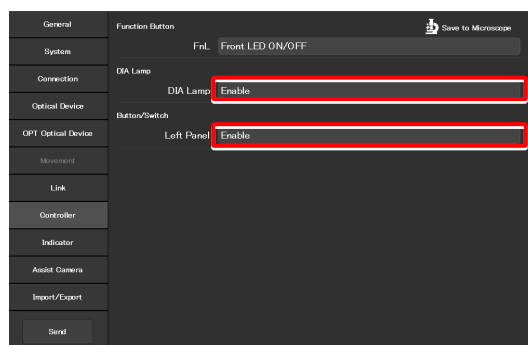 General
System
Connection
Optical Device
OPT Optical Device
Movement
Link
Controller
Indicator
Assist Camera
Import/Export
Send
Function Button
Save to Microscope
FnL Front LED ON/OFF
DIA Lamp
DIA Lamp Enable
Button/Switch
Left Panel Enable